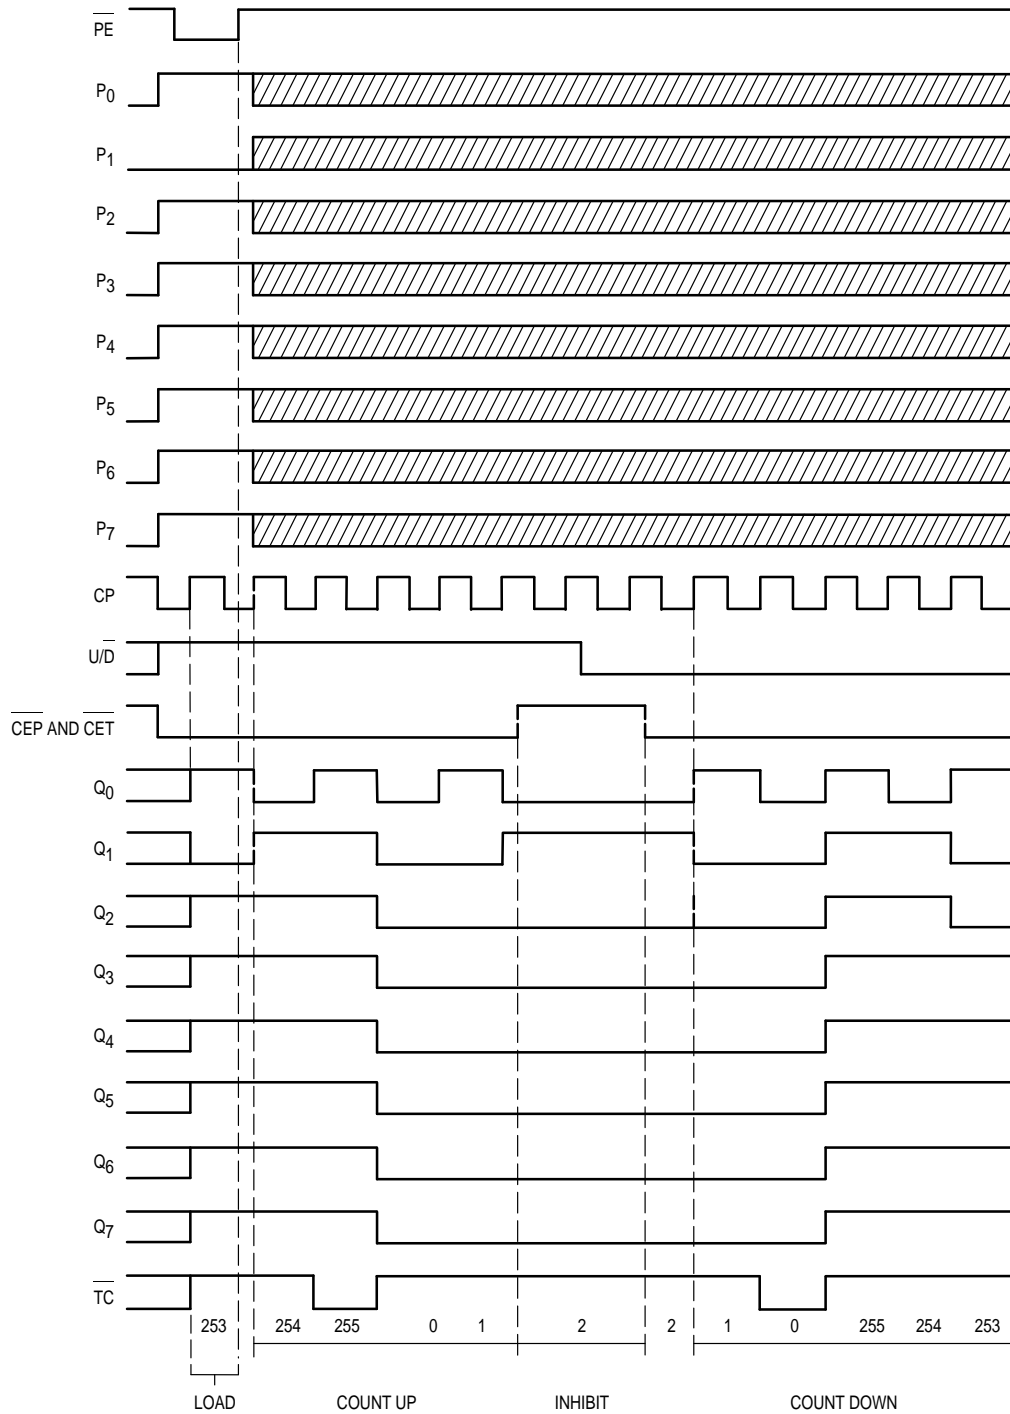 PE
P0
P1
P2
P3
P4
P5
P6
P7
CP
U/D
CEP AND CET
Q0
Q1
Q2
Q3
Q4
Q5
Q6
Q7
TC
253 254 255 0 1 2 2 1 0 255 254 253
LOAD COUNT UP INHIBIT COUNT DOWN